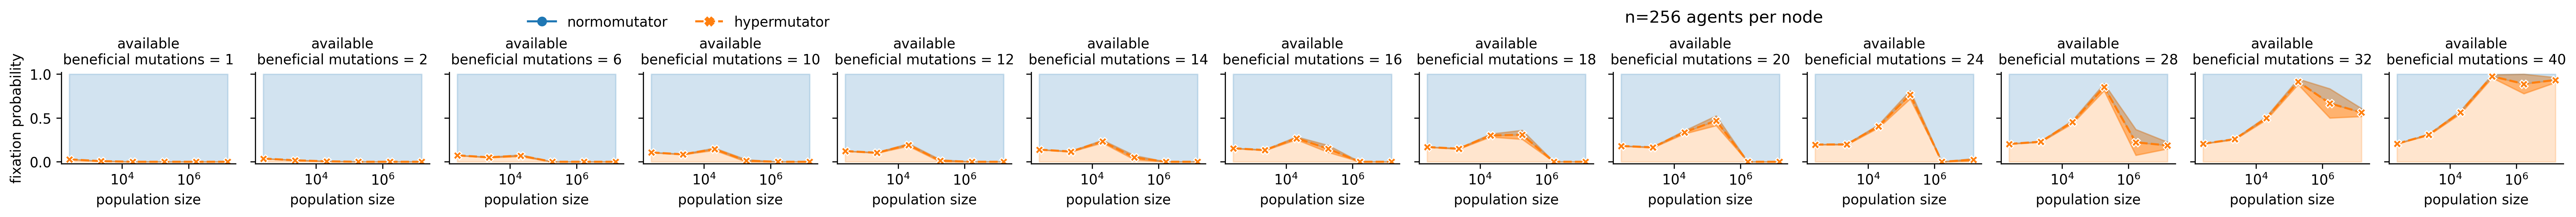 normomutator
hypermutator
n=256 agents per node
available
beneficial mutations = 1
available
beneficial mutations = 2
available
beneficial mutations = 6
available
beneficial mutations = 10
available
beneficial mutations = 12
available
beneficial mutations = 14
available
beneficial mutations = 16
available
beneficial mutations = 18
available
beneficial mutations = 20
available
beneficial mutations = 24
available
beneficial mutations = 28
available
beneficial mutations = 32
available
beneficial mutations = 40
fixation probability
1.0
0.5
0.0
10⁴ 10⁶
population size
10⁴ 10⁶
population size
10⁴ 10⁶
population size
10⁴ 10⁶
population size
10⁴ 10⁶
population size
10⁴ 10⁶
population size
10⁴ 10⁶
population size
10⁴ 10⁶
population size
10⁴ 10⁶
population size
10⁴ 10⁶
population size
10⁴ 10⁶
population size
10⁴ 10⁶
population size
10⁴ 10⁶
population size